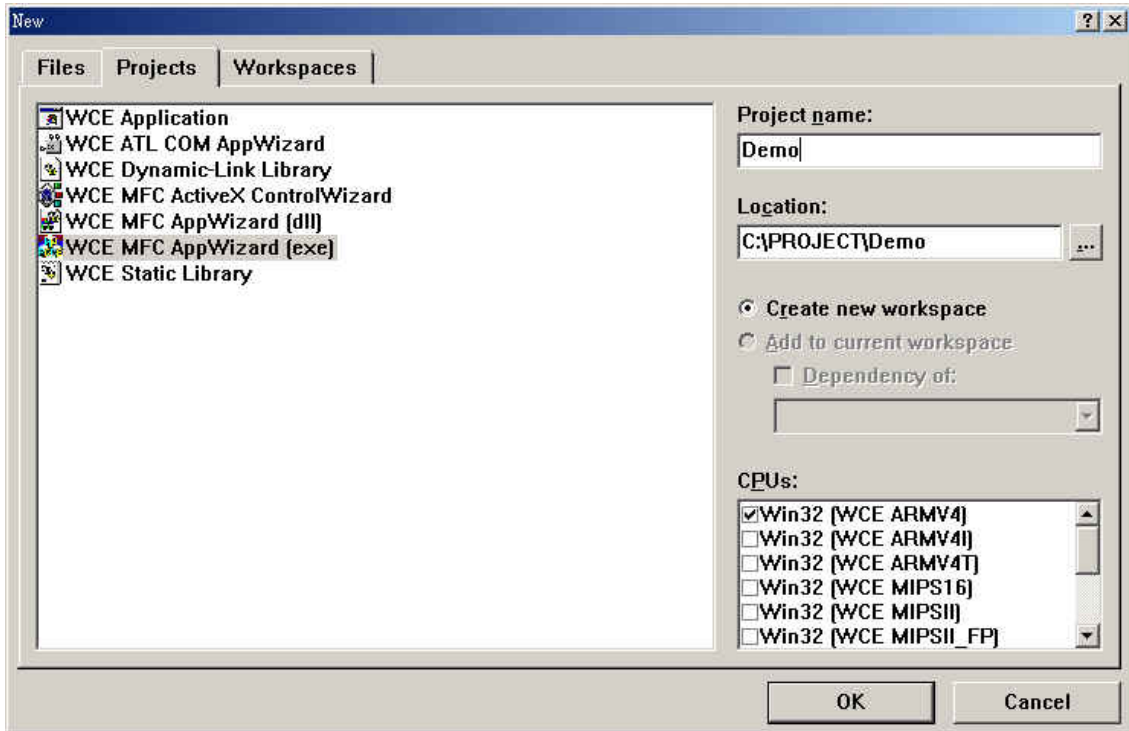 New
Files
Projects
Workspaces
WCE Application
WCE ATL COM AppWizard
WCE Dynamic-Link Library
WCE MFC ActiveX ControlWizard
WCE MFC AppWizard (dll)
WCE MFC AppWizard (exe)
WCE Static Library
Project name:
Demo
Location:
C:\PROJECT\Demo
...
Create new workspace
Add to current workspace
Dependency of:
CPUs:
Win32 (WCE ARMV4)
Win32 (WCE ARMV4I)
Win32 (WCE ARMV4T)
Win32 (WCE MIPS16)
Win32 (WCE MIPSII)
Win32 (WCE MIPSII_FP)
OK
Cancel